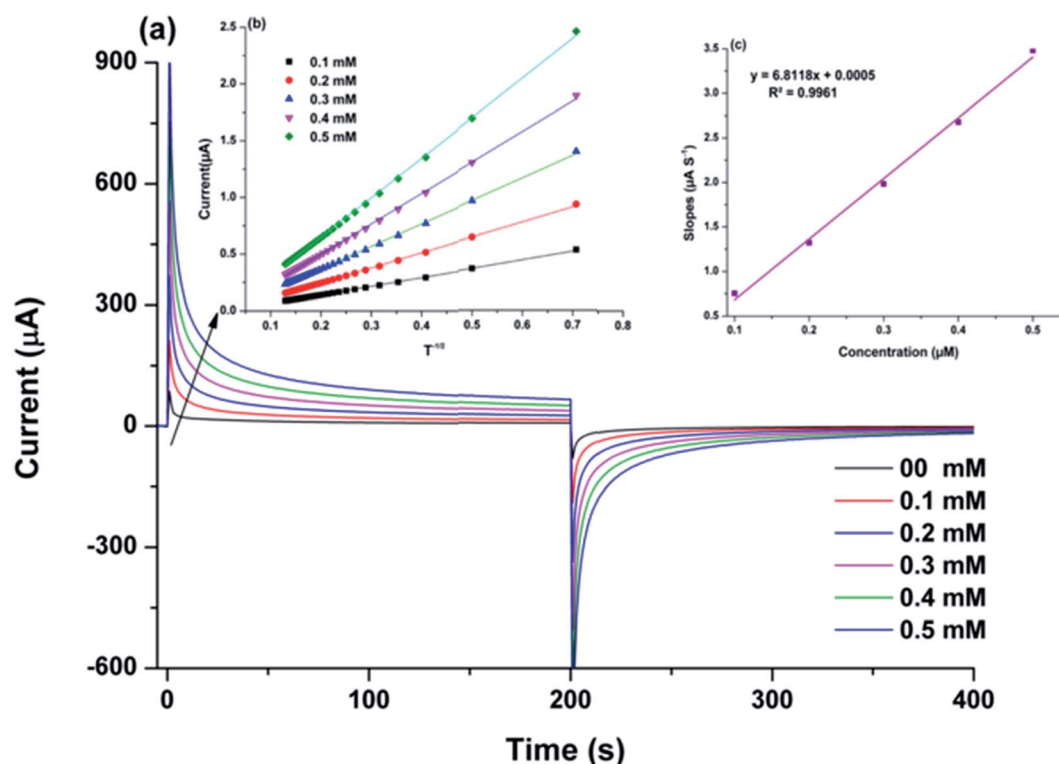 (a)
900
600
300
0
-300
-600
Current (µA)
0
100
200
300
400
Time (s)
00 mM
0.1 mM
0.2 mM
0.3 mM
0.4 mM
0.5 mM
(b)
2.5
2.0
1.5
1.0
0.5
0.0
Current(µA)
0.1 mM
0.2 mM
0.3 mM
0.4 mM
0.5 mM
0.1
0.2
0.3
0.4
0.5
0.6
0.7
0.8
T^-1/2
(c)
3.5
3.0
2.5
2.0
1.5
1.0
0.5
Slopes (µA S⁻¹)
y = 6.8118x + 0.0005
R² = 0.9961
0.1
0.2
0.3
0.4
0.5
Concentration (µM)